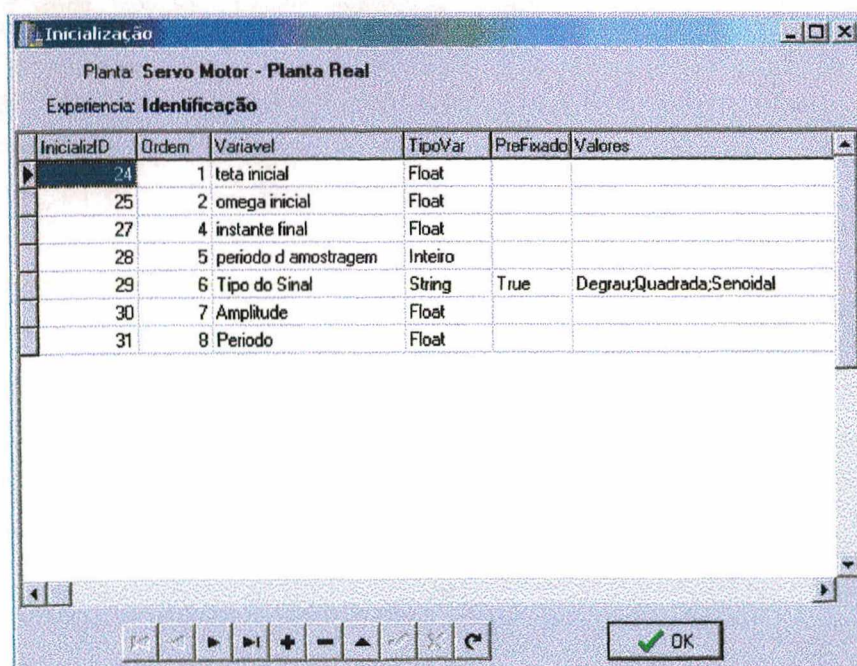 Inicialização
Planta: Servo Motor - Planta Real
Experiencia: Identificação
InicializID Ordem Variavel TipoVar PreFixado Valores
24 1 teta inicial Float
25 2 omega inicial Float
27 4 instante final Float
28 5 periodo d amostragem Inteiro
29 6 Tipo do Sinal String True Degrau;Quadrada;Senoidal
30 7 Amplitude Float
31 8 Periodo Float
OK